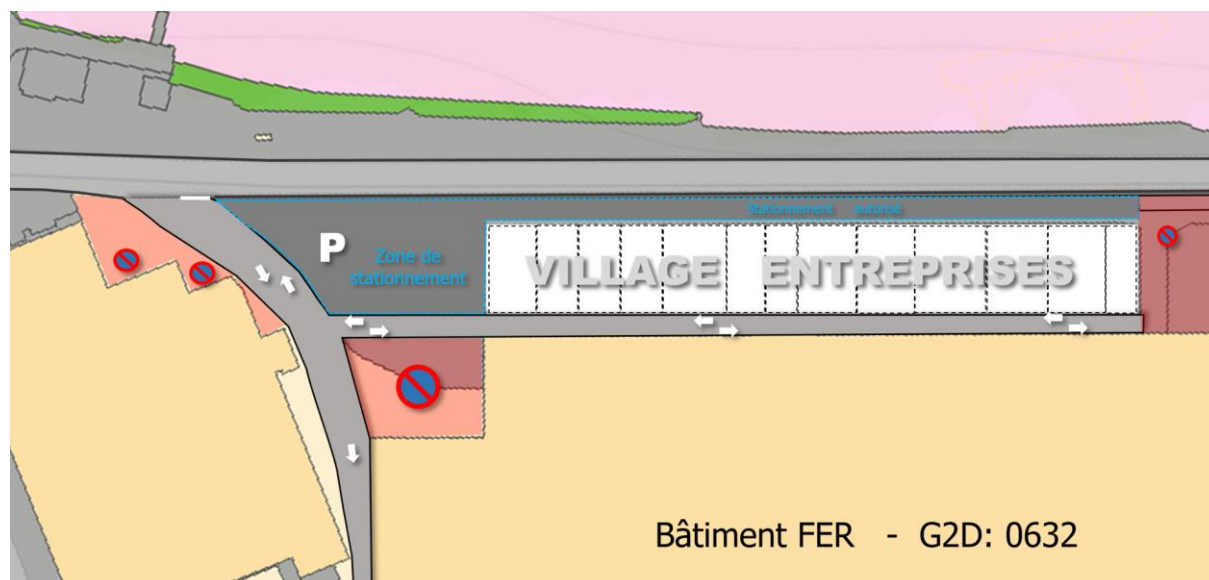 Stationnement autorisé
P
Zone de
stationnement
VILLAGE ENTREPRISES
Bâtiment FER - G2D: 0632